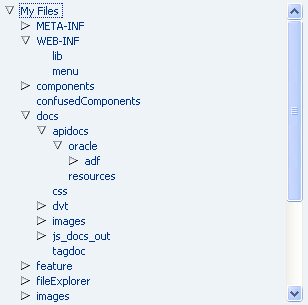 My Files
META-INF
WEB-INF
lib
menu
components
confusedComponents
docs
apidocs
oracle
adf
resources
css
dvt
images
js_docs_out
tagdoc
feature
fileExplorer
images